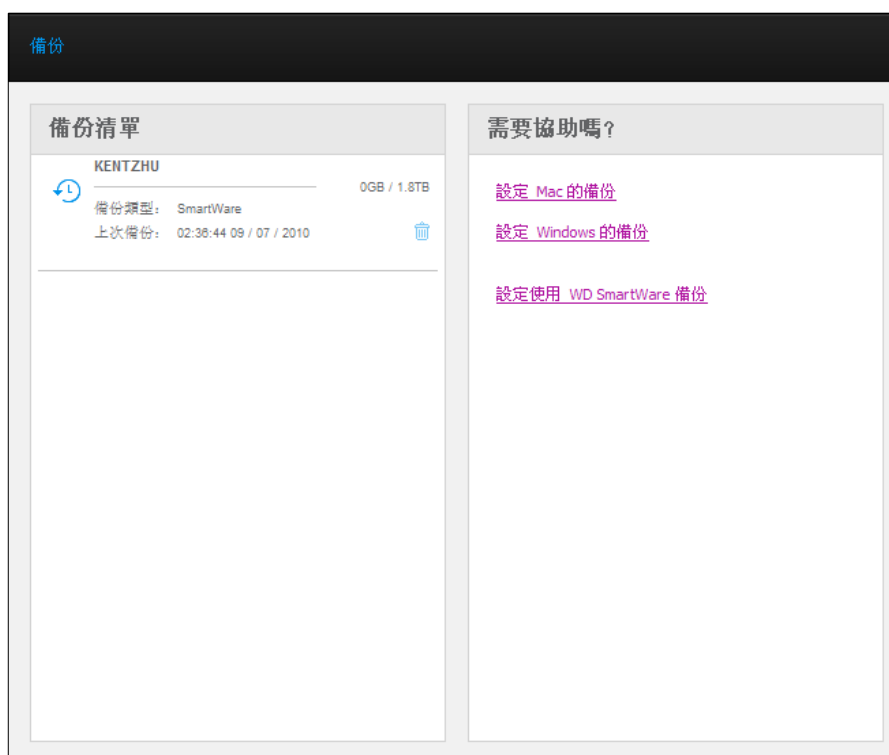 備份
備份清單
KENTZHU
0GB / 1.8TB
備份類型: SmartWare
上次備份: 02:36:44 09 / 07 / 2010
需要協助嗎?
設定 Mac 的備份
設定 Windows 的備份
設定使用 WD SmartWare 備份